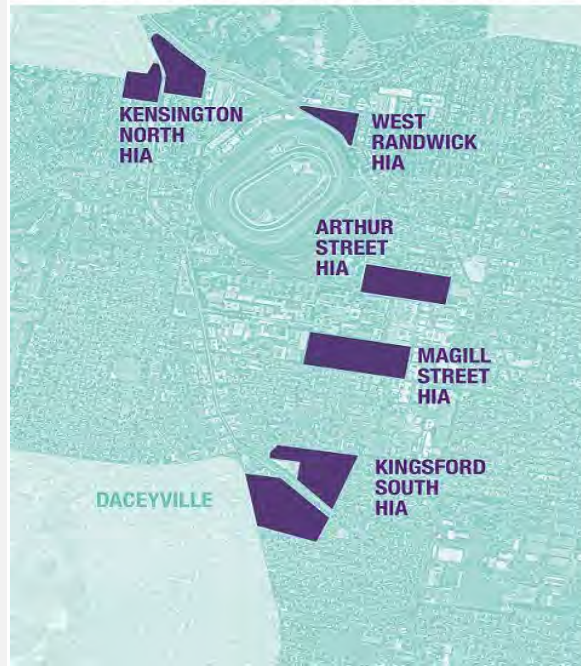 KENSINGTON
NORTH
HIA
WEST
RANDWICK
HIA
ARTHUR
STREET
HIA
MAGILL
STREET
HIA
KINGSFORD
SOUTH
HIA
DACEYVILLE